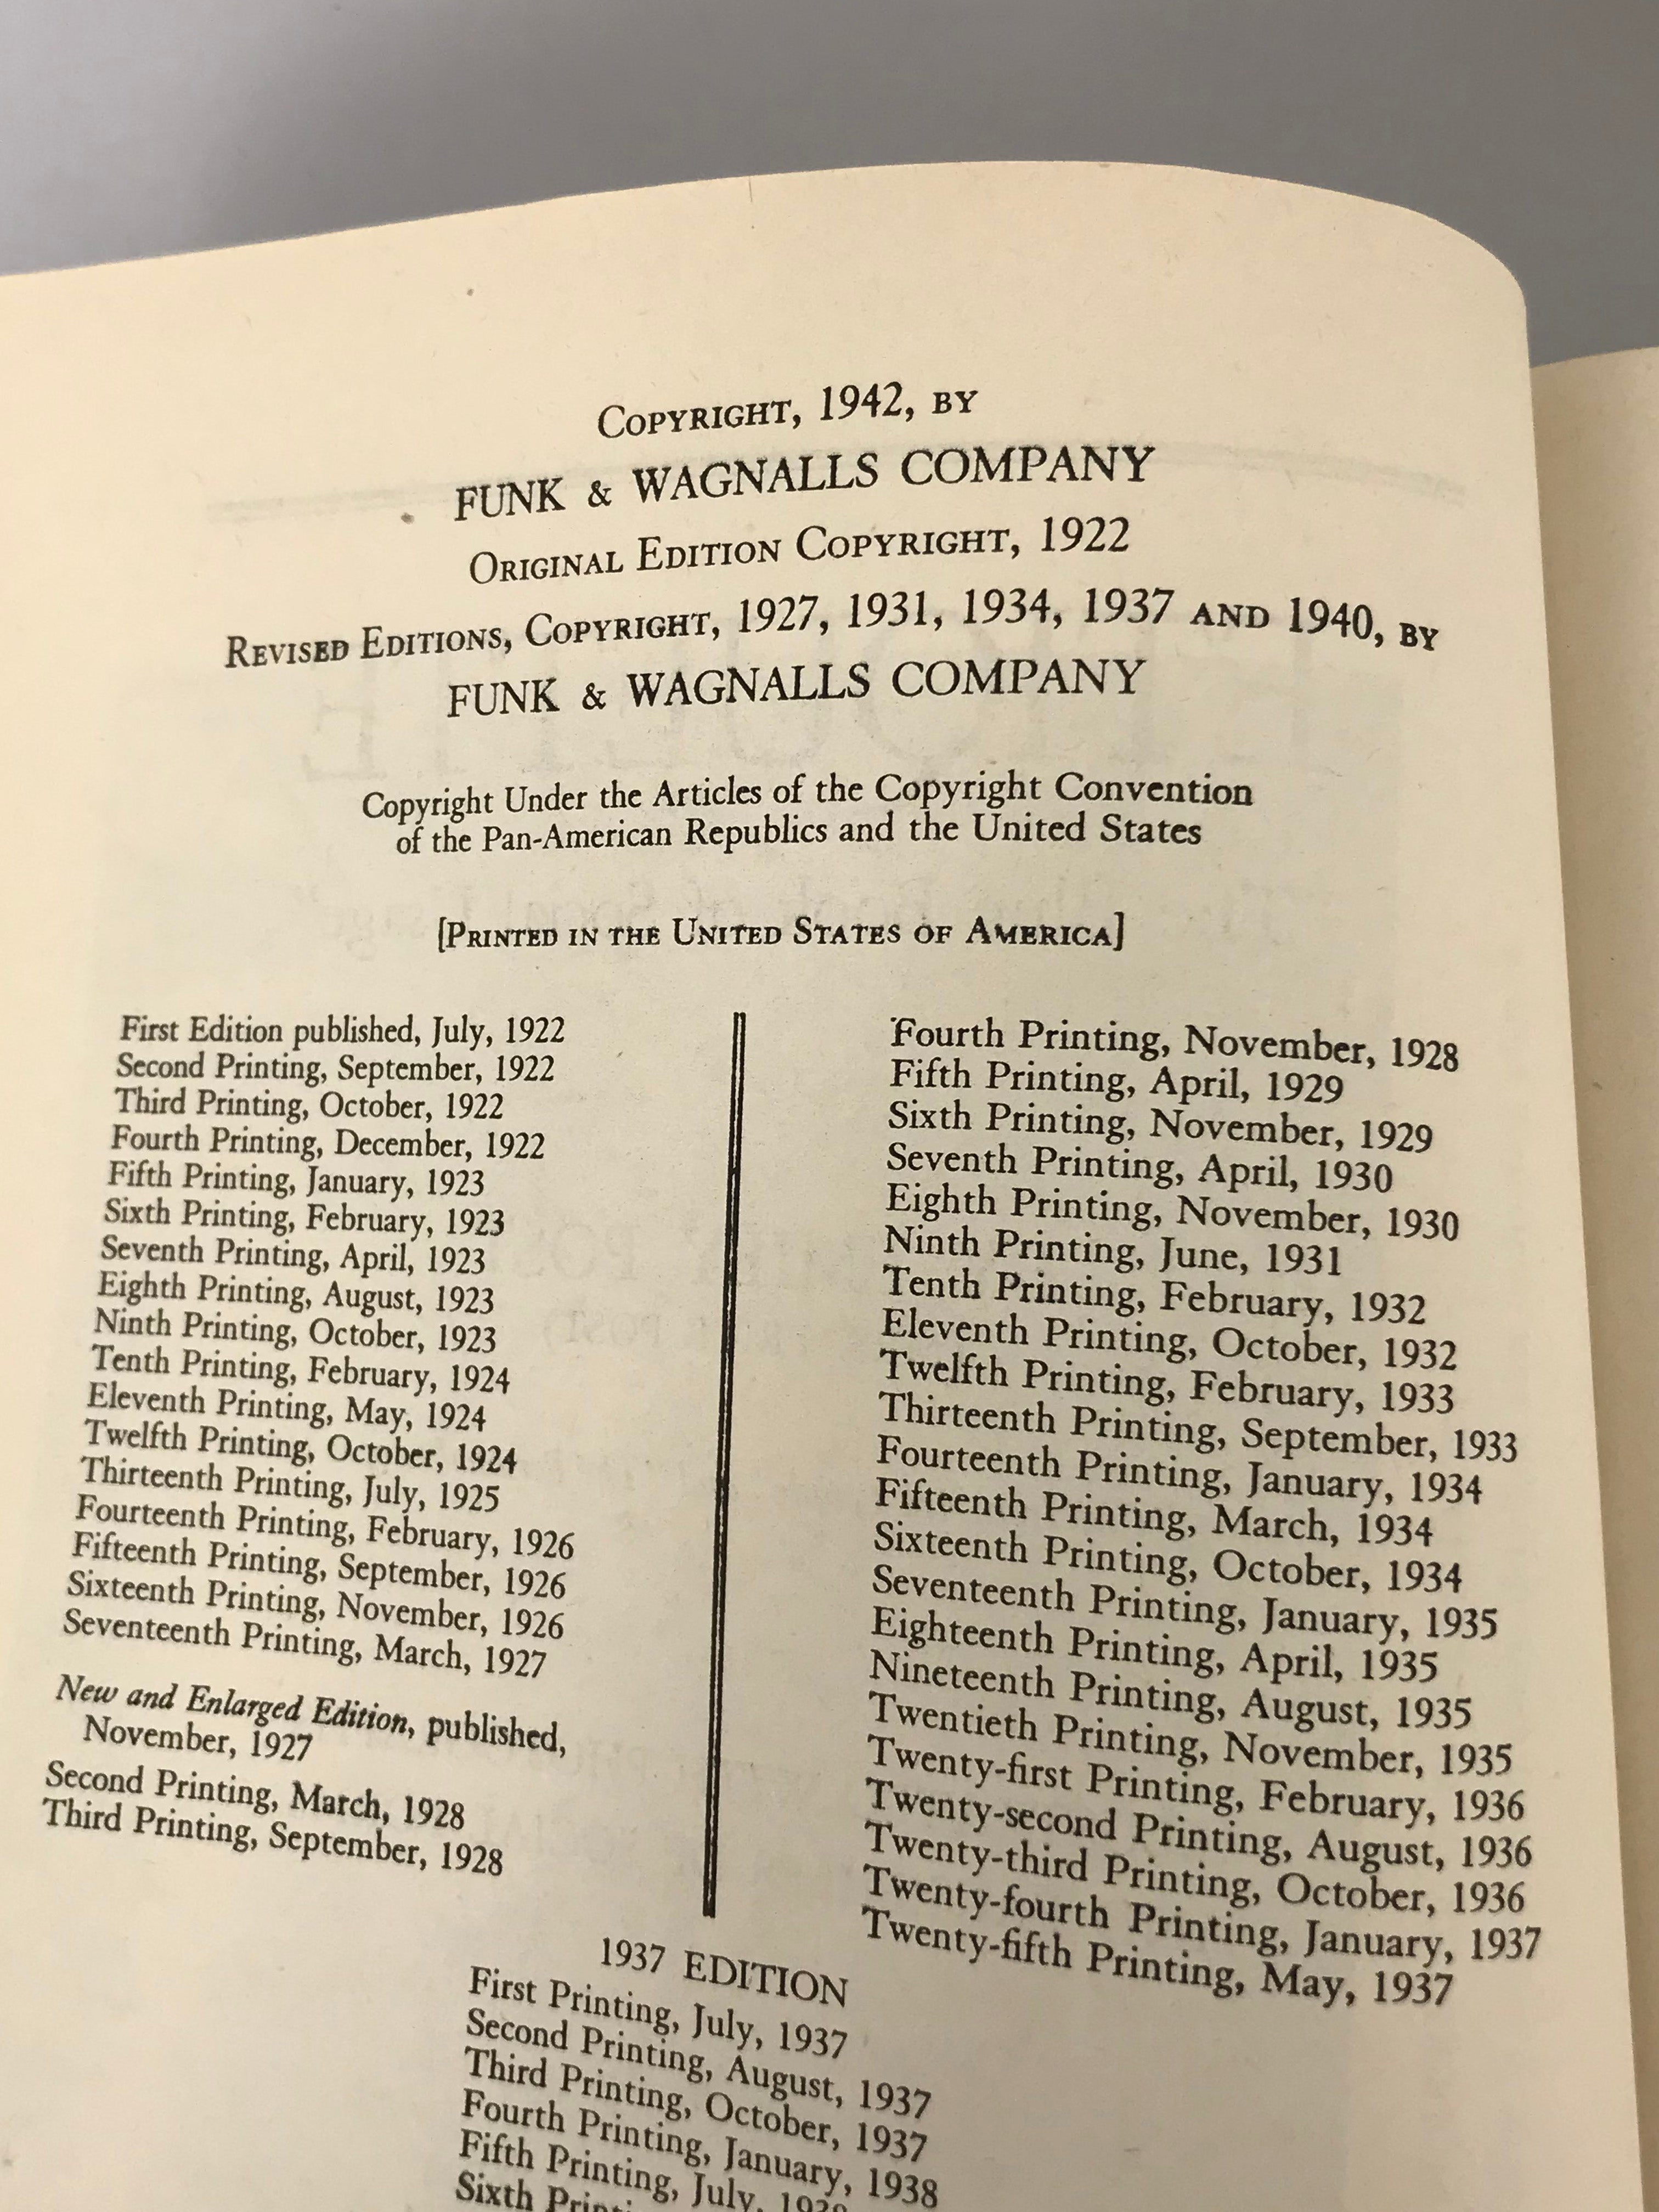 COPYRIGHT, 1942, BY
FUNK & WAGNALLS COMPANY
ORIGINAL EDITION COPYRIGHT, 1922
REVISED EDITIONS, COPYRIGHT, 1927, 1931, 1934, 1937 AND 1940, BY
FUNK & WAGNALLS COMPANY
Copyright Under the Articles of the Copyright Convention
of the Pan-American Republics and the United States
[PRINTED IN THE UNITED STATES OF AMERICA]
First Edition published, July, 1922
Second Printing, September, 1922
Third Printing, October, 1922
Fourth Printing, December, 1922
Fifth Printing, January, 1923
Sixth Printing, February, 1923
Seventh Printing, April, 1923
Eighth Printing, August, 1923
Ninth Printing, October, 1923
Tenth Printing, February, 1924
Eleventh Printing, May, 1924
Twelfth Printing, October, 1924
Thirteenth Printing, July, 1925
Fourteenth Printing, February, 1926
Fifteenth Printing, September, 1926
Sixteenth Printing, November, 1926
Seventeenth Printing, March, 1927
New and Enlarged Edition, published,
November, 1927
Second Printing, March, 1928
Third Printing, September, 1928
Fourth Printing, November, 1928
Fifth Printing, April, 1929
Sixth Printing, November, 1929
Seventh Printing, April, 1930
Eighth Printing, November, 1930
Ninth Printing, June, 1931
Tenth Printing, February, 1932
Eleventh Printing, October, 1932
Twelfth Printing, February, 1933
Thirteenth Printing, September, 1933
Fourteenth Printing, January, 1934
Fifteenth Printing, March, 1934
Sixteenth Printing, October, 1934
Seventeenth Printing, January, 1935
Eighteenth Printing, April, 1935
Nineteenth Printing, August, 1935
Twentieth Printing, November, 1935
Twenty-first Printing, February, 1936
Twenty-second Printing, August, 1936
Twenty-third Printing, October, 1936
Twenty-fourth Printing, January, 1937
Twenty-fifth Printing, May, 1937
1937 EDITION
First Printing, July, 1937
Second Printing, August, 1937
Third Printing, October, 1937
Fourth Printing, January, 1938
Fifth Printing, July,
Sixth